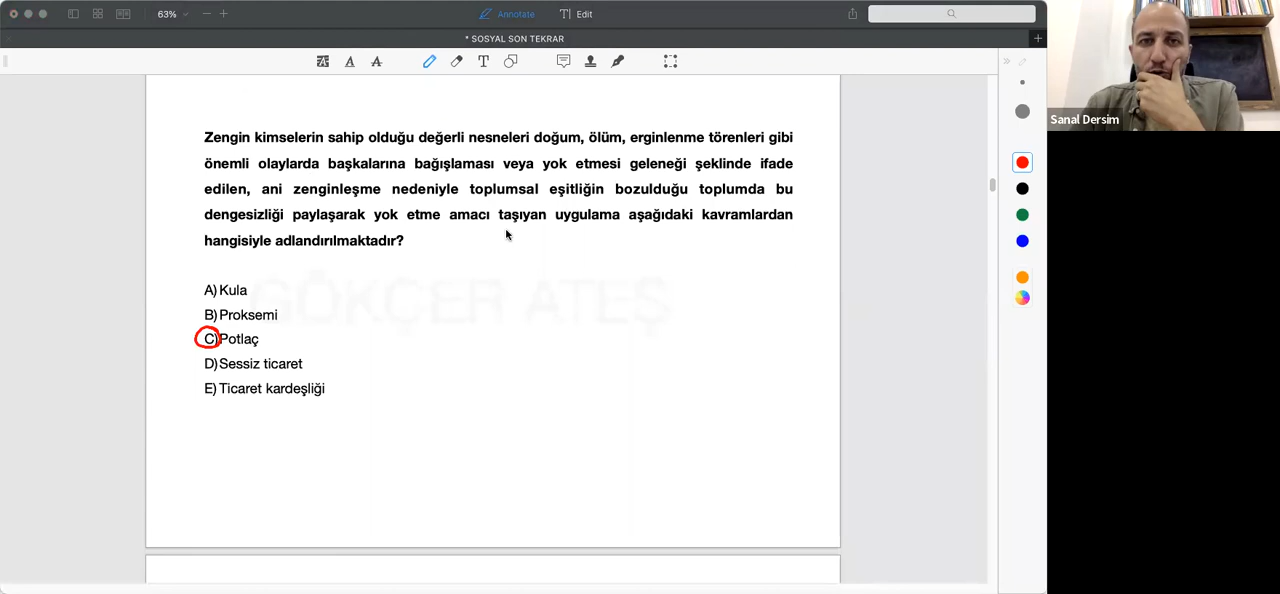 63%
Annotate
T Edit
* SOSYAL SON TEKRAR
Sanal Dersim
Zengin kimselerin sahip olduğu değerli nesneleri doğum, ölüm, erginlenme törenleri gibi
önemli olaylarda başkalarına bağışlaması veya yok etmesi geleneği şeklinde ifade
edilen, ani zenginleşme nedeniyle toplumsal eşitliğin bozulduğu toplumda bu
dengesizliği paylaşarak yok etme amacı taşıyan uygulama aşağıdaki kavramlardan
hangisiyle adlandırılmaktadır?
GÖKÇER ATEŞ
A) Kula
B) Proksemi
C) Potlaç
D) Sessiz ticaret
E) Ticaret kardeşliği